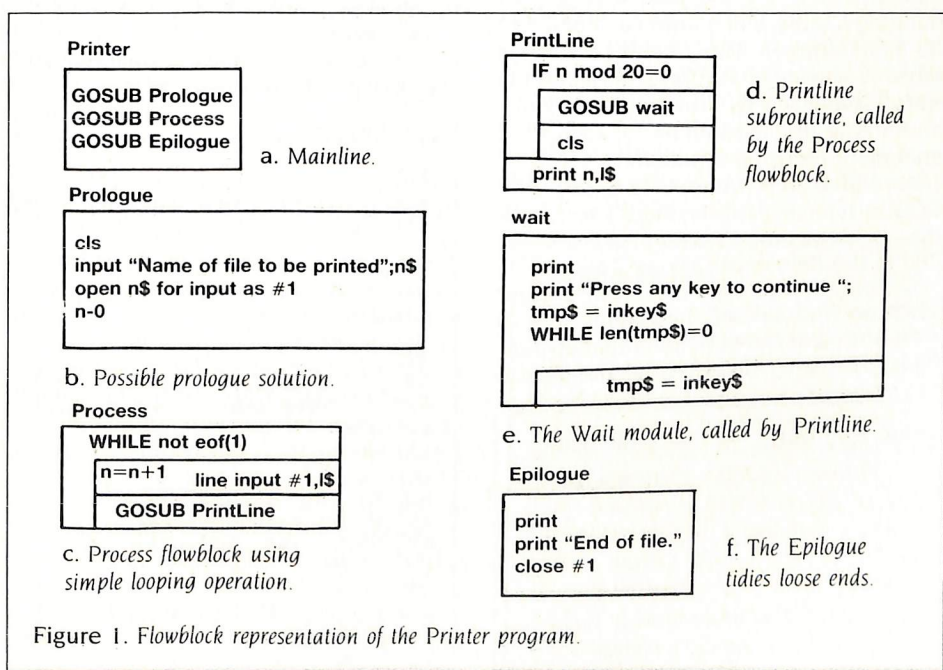 Printer
GOSUB Prologue
GOSUB Process
GOSUB Epilogue
a. Mainline.
Prologue
cls
input “Name of file to be printed”;n$
open n$ for input as #1
n-0
b. Possible prologue solution.
Process
WHILE not eof(1)
n=n+1 line input #1,l$
GOSUB PrintLine
c. Process flowblock using
simple looping operation.
PrintLine
IF n mod 20=0
GOSUB wait
cls
print n,l$
d. Printline
subroutine, called
by the Process
flowblock.
wait
print
print “Press any key to continue “;
tmp$ = inkey$
WHILE len(tmp$)=0
tmp$ = inkey$
e. The Wait module, called by Printline.
Epilogue
print
print “End of file.”
close #1
f. The Epilogue
tidies loose ends.
Figure 1. Flowblock representation of the Printer program.